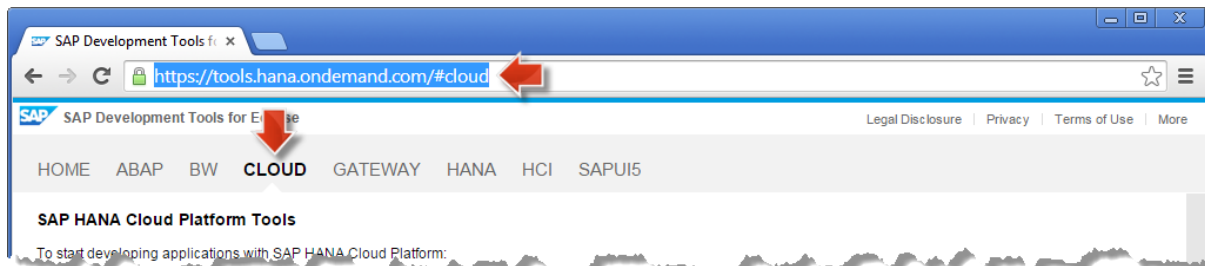 SAP Development Tools fo
https://tools.hana.ondemand.com/#cloud
SAP SAP Development Tools for E se Legal Disclosure Privacy Terms of Use More
HOME ABAP BW CLOUD GATEWAY HANA HCI SAPUI5
SAP HANA Cloud Platform Tools
To start developing applications with SAP HANA Cloud Platform: